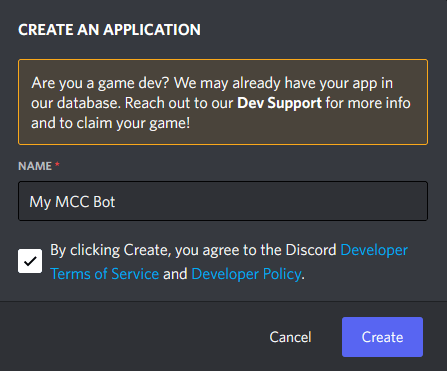 CREATE AN APPLICATION
Are you a game dev? We may already have your app in
our database. Reach out to our Dev Support for more info
and to claim your game!
NAME *
My MCC Bot
By clicking Create, you agree to the Discord Developer
Terms of Service and Developer Policy.
Cancel
Create